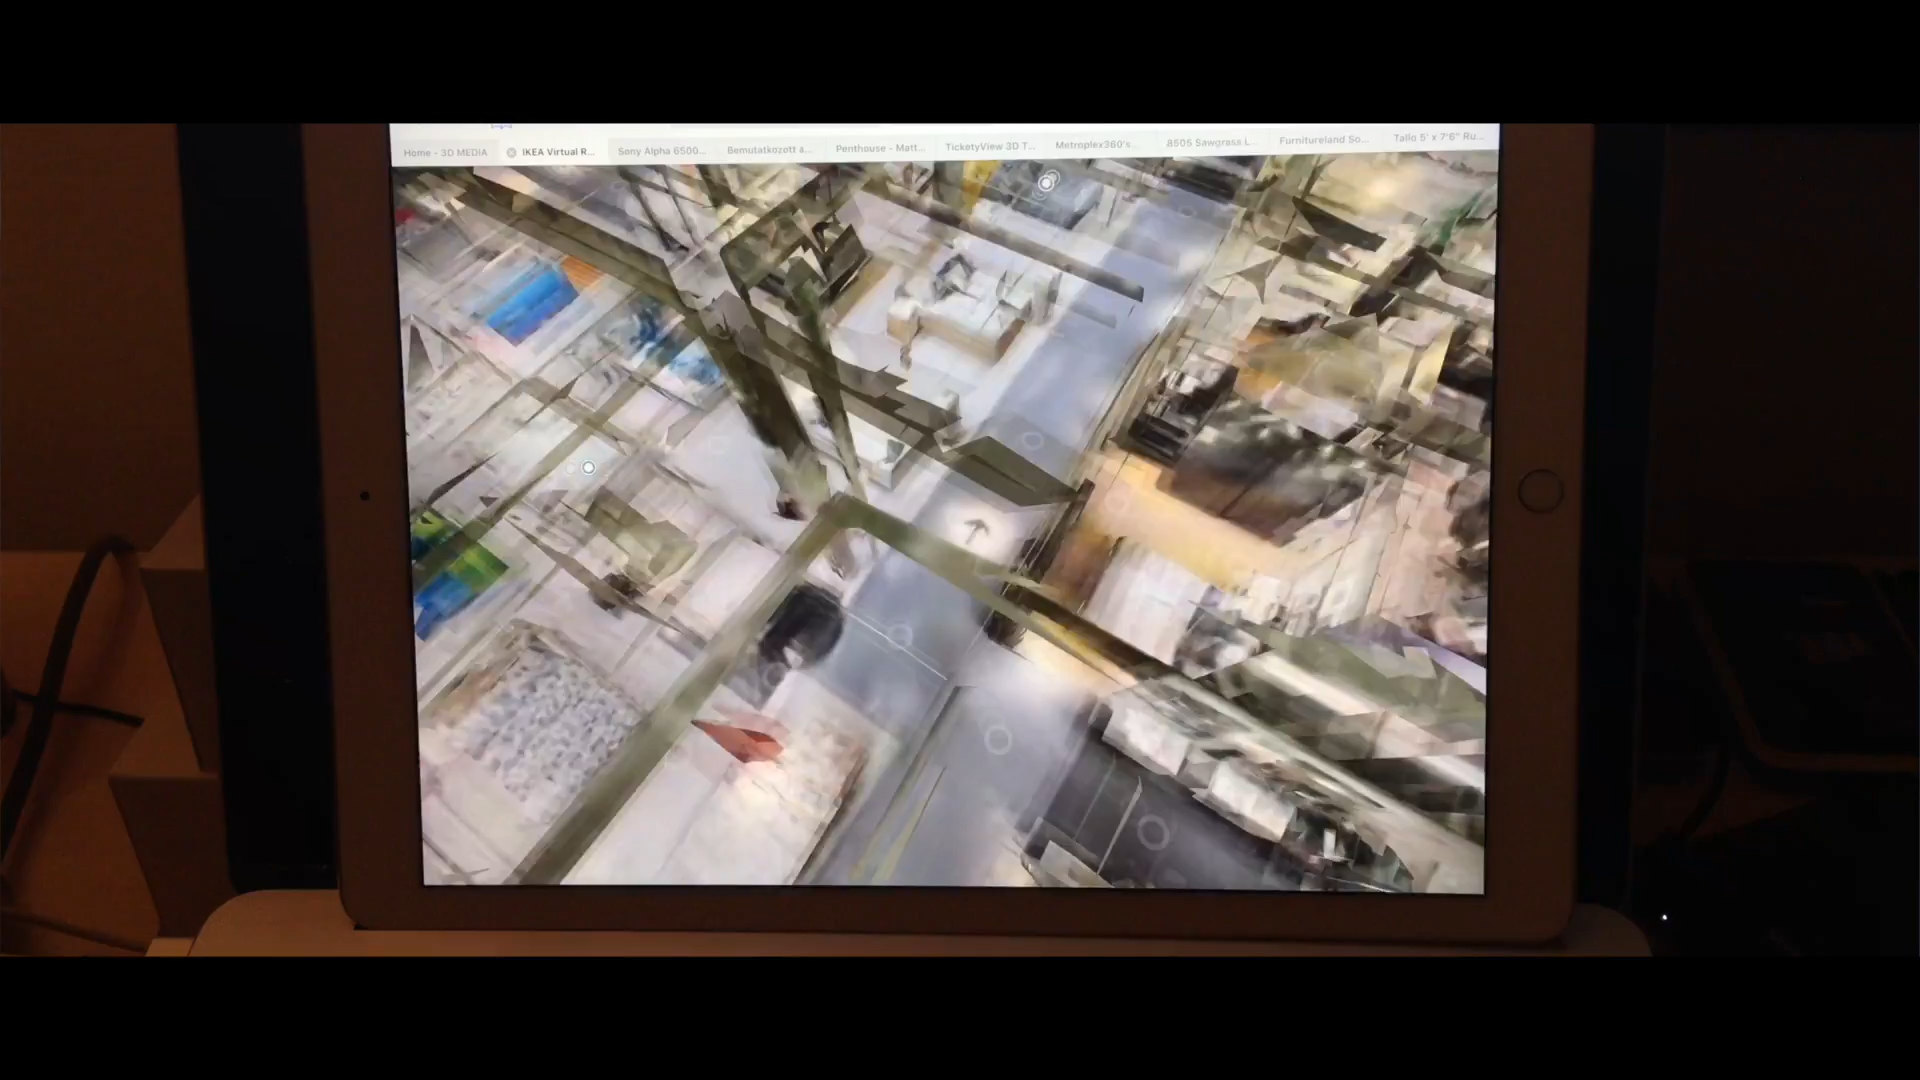 Home - 3D MEDIA
IKEA Virtual R...
Sony Alpha 6500...
Bemutatkozott a...
Penthouse - Matt...
TicketyView 3D T...
Metroplex360's...
8505 Sawgrass L...
Furnitureland So...
Tallo 5' x 7'6" Ru...